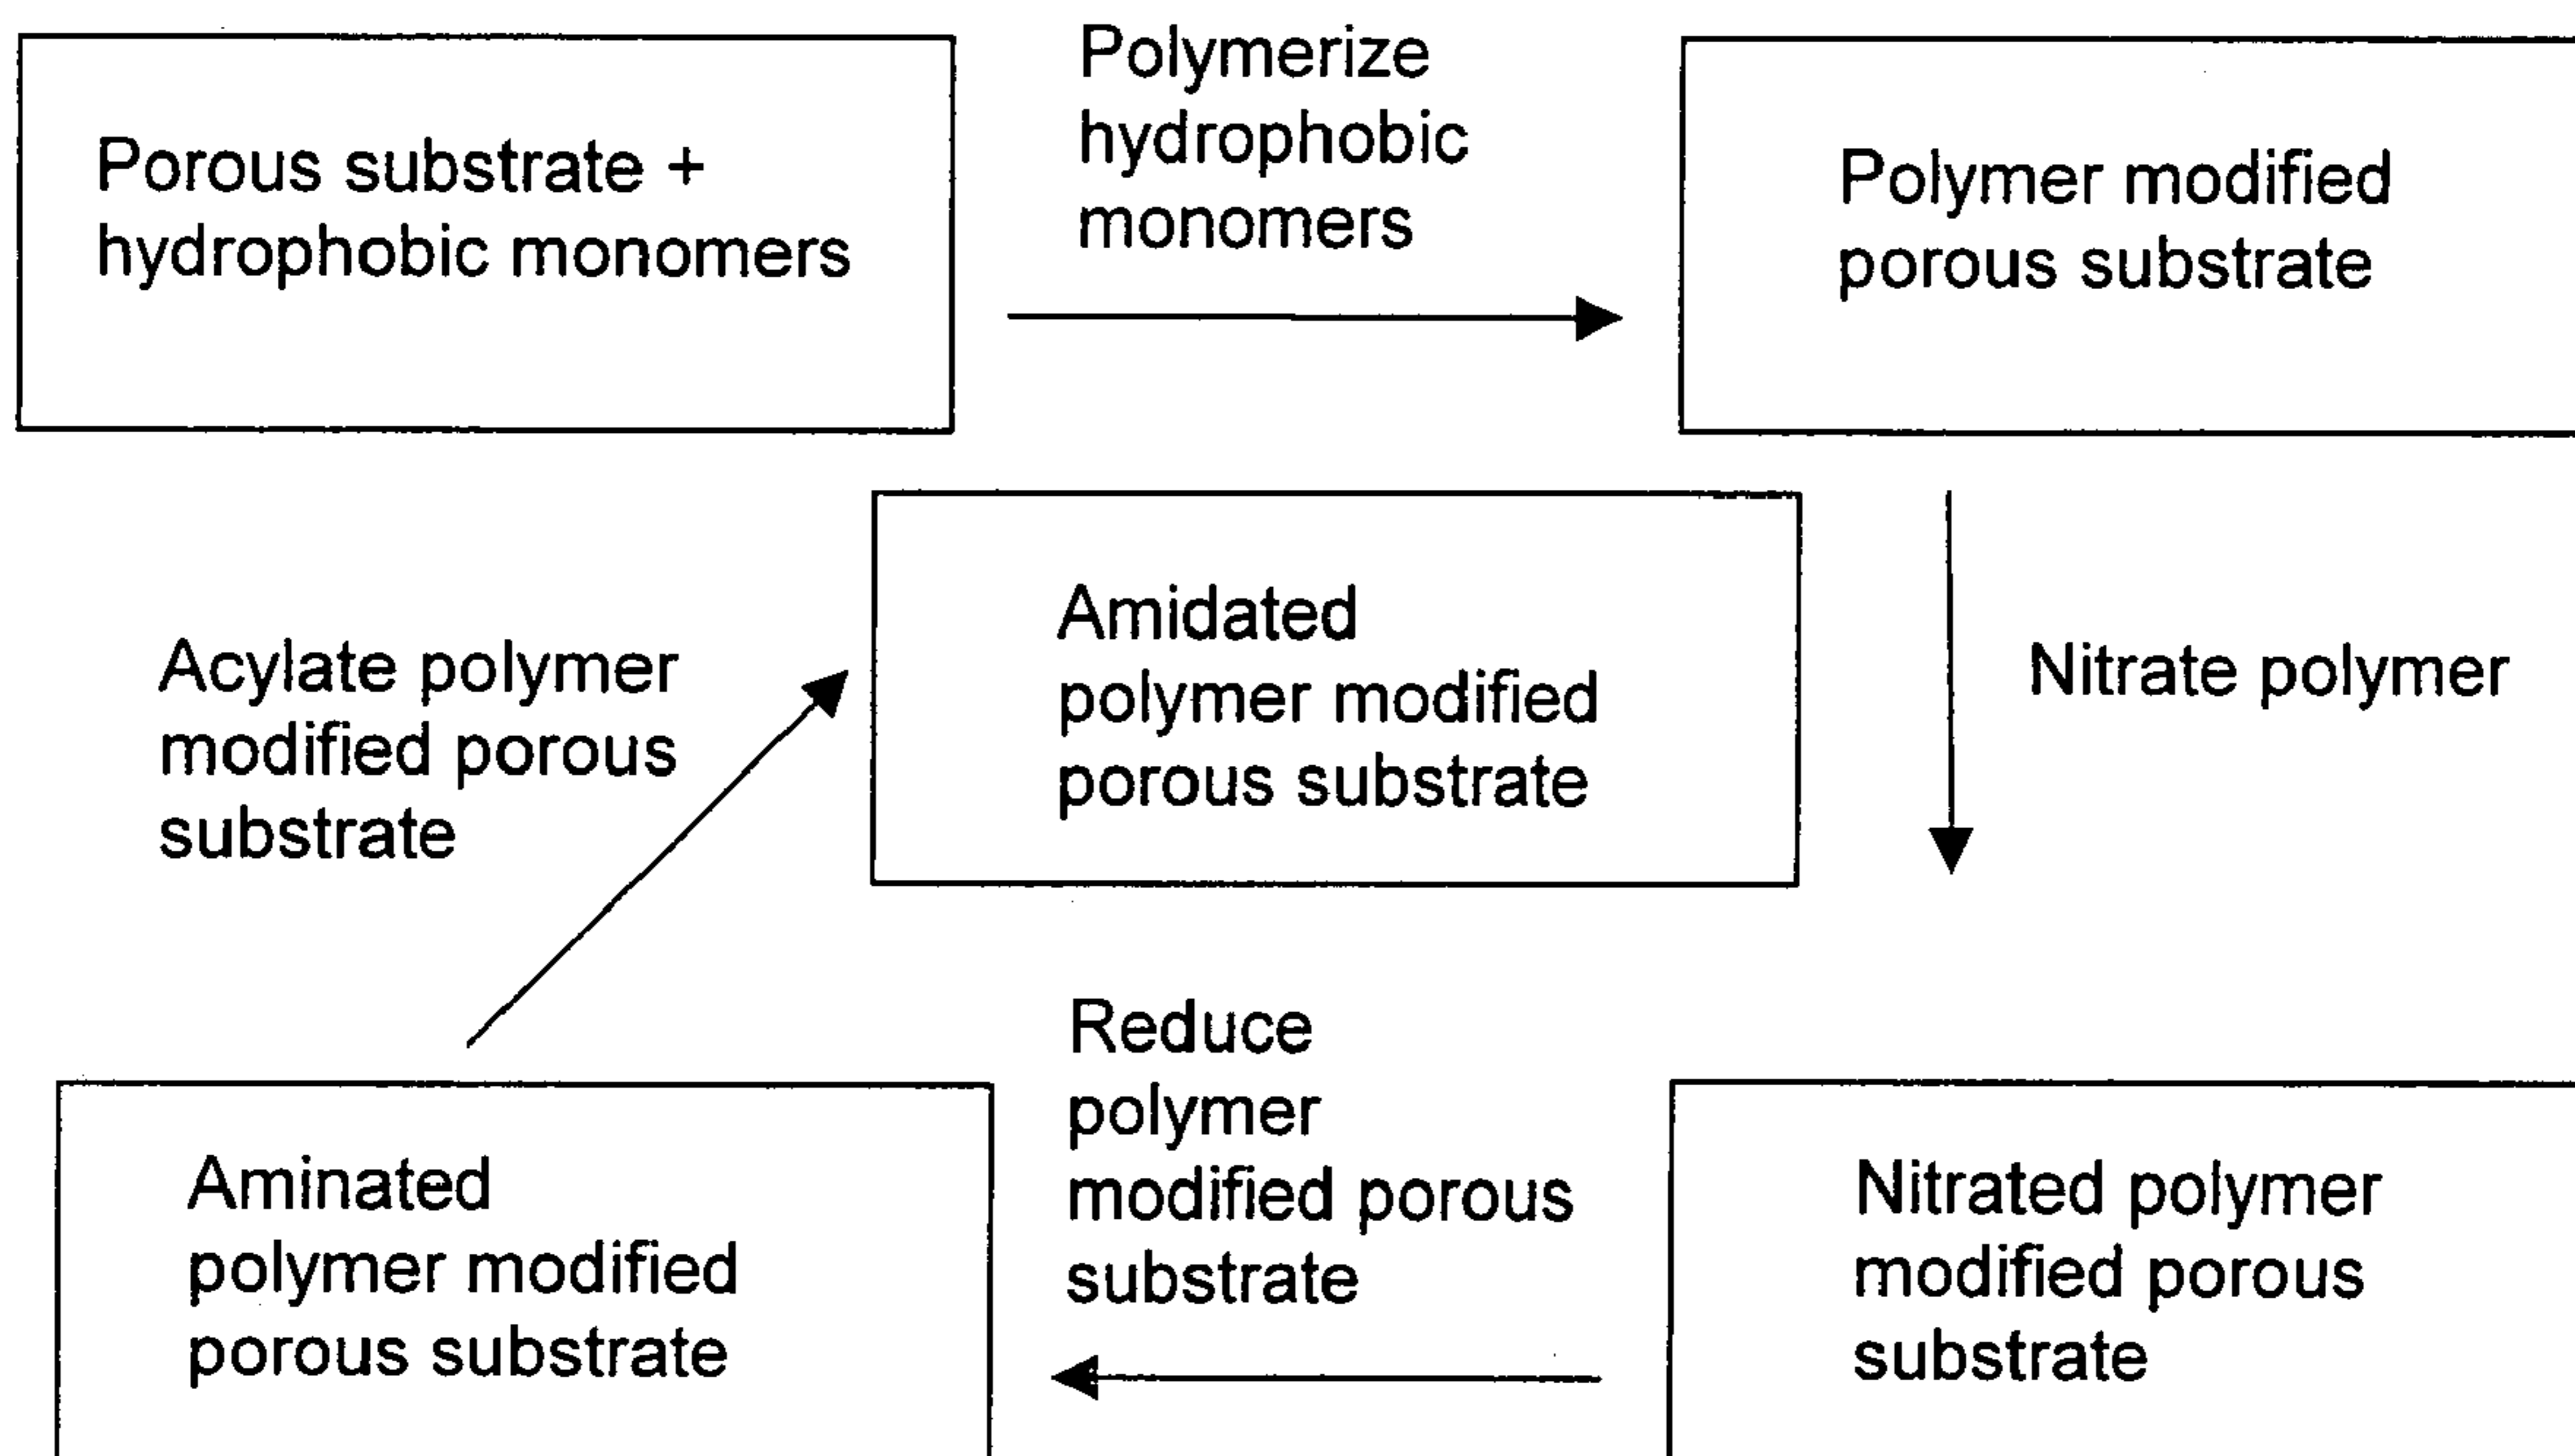 Porous substrate +
hydrophobic monomers
Polymerize
hydrophobic
monomers
Polymer modified
porous substrate
Nitrate polymer
Nitrated polymer
modified porous
substrate
Reduce
polymer
modified porous
substrate
Aminated
polymer modified
porous substrate
Acylate polymer
modified porous
substrate
Amidated
polymer modified
porous substrate